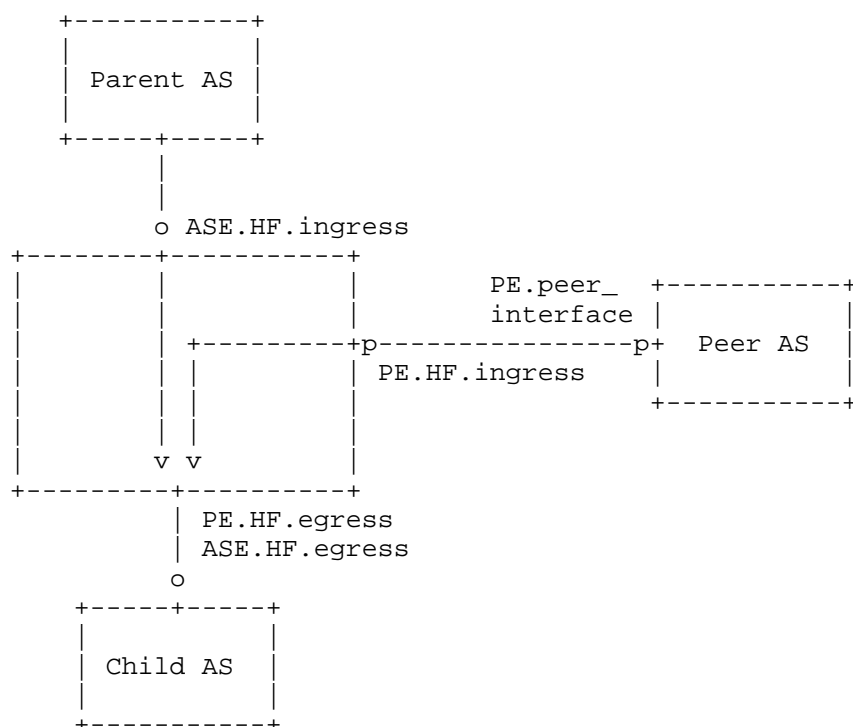 Parent AS
o ASE.HF.ingress
PE.peer_
interface
p p Peer AS
PE.HF.ingress
v v
PE.HF.egress
ASE.HF.egress
o
Child AS